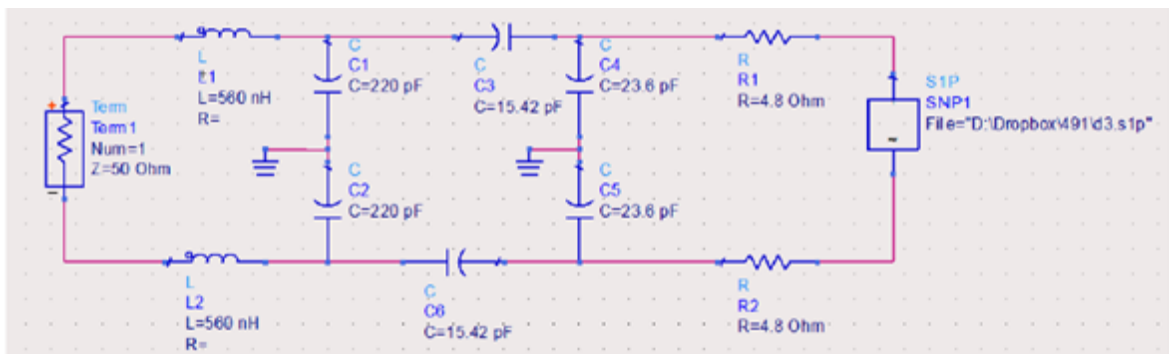 L
L1
L=560 nH
R=
C
C1
C=220 pF
C
C3
C=15.42 pF
C
C4
C=23.6 pF
R
R1
R=4.8 Ohm
S1P
SNP1
File="D:\Dropbox\491\d3.s1p"
+
Term
Term1
Num=1
Z=50 Ohm
-
C
C2
C=220 pF
C
C5
C=23.6 pF
L
L2
L=560 nH
R=
C
C6
C=15.42 pF
R
R2
R=4.8 Ohm